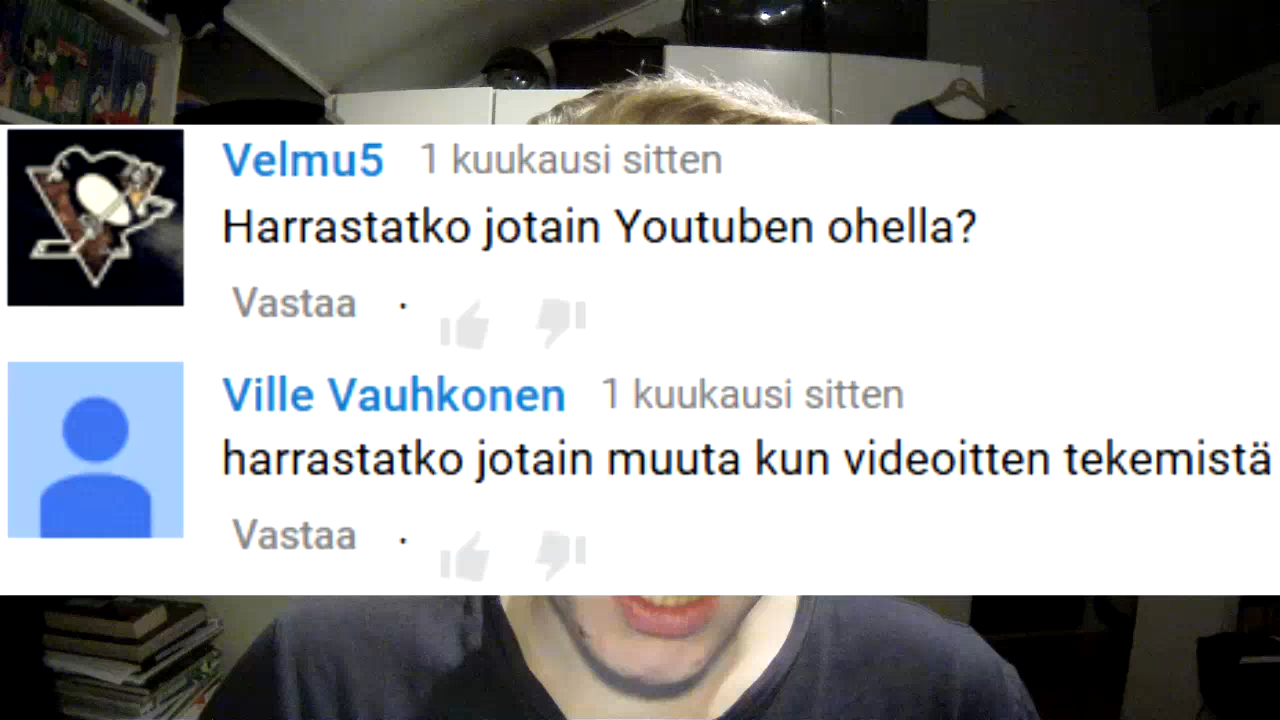 Velmu5 1 kuukausi sitten
Harrastatko jotain Youtuben ohella?
Vastaa ·
Ville Vauhkonen 1 kuukausi sitten
harrastatko jotain muuta kun videoitten tekemistä
Vastaa ·